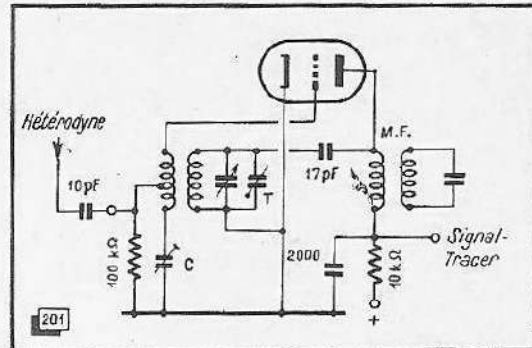 Hétérodyne
M.F.
10pF
T
17pF
Signal-
Tracer
100 kΩ
C
2000
10kΩ
+
201